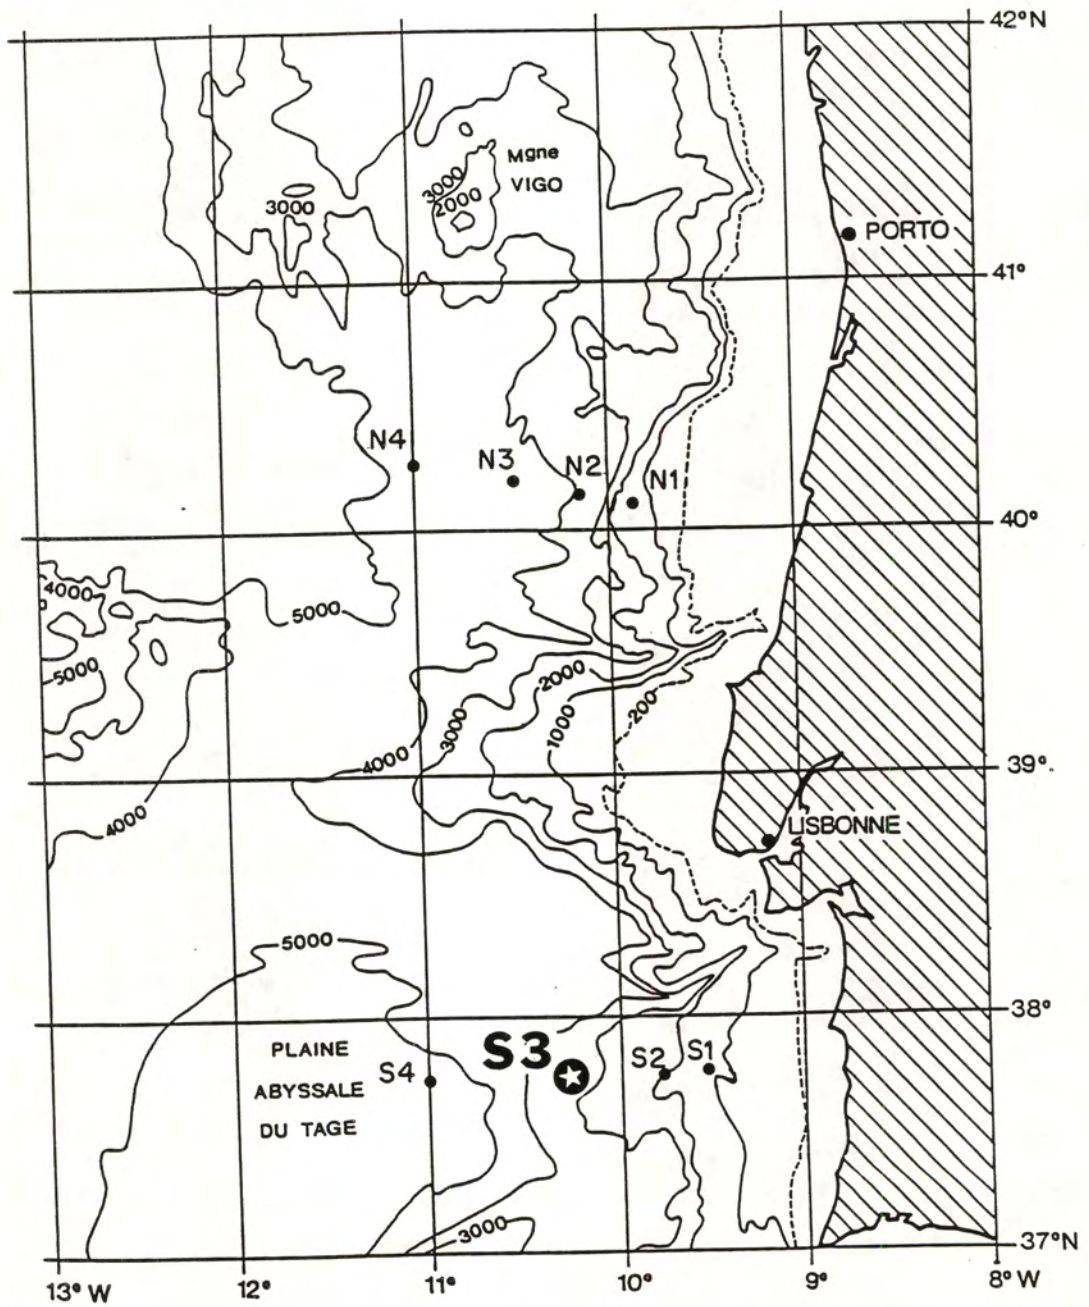 42°N
Mgne
VIGO
3000
2000
3000
PORTO
41°
N4
N3
N2
N1
40°
4000
5000
5000
2000
200
3000
1000
4000
39°
4000
LISBONNE
5000
38°
S3
PLAINE
S4
S2
S1
ABYSSALE
DU TAGE
3000
37°N
13°W
12°
11°
10°
9°
8°W